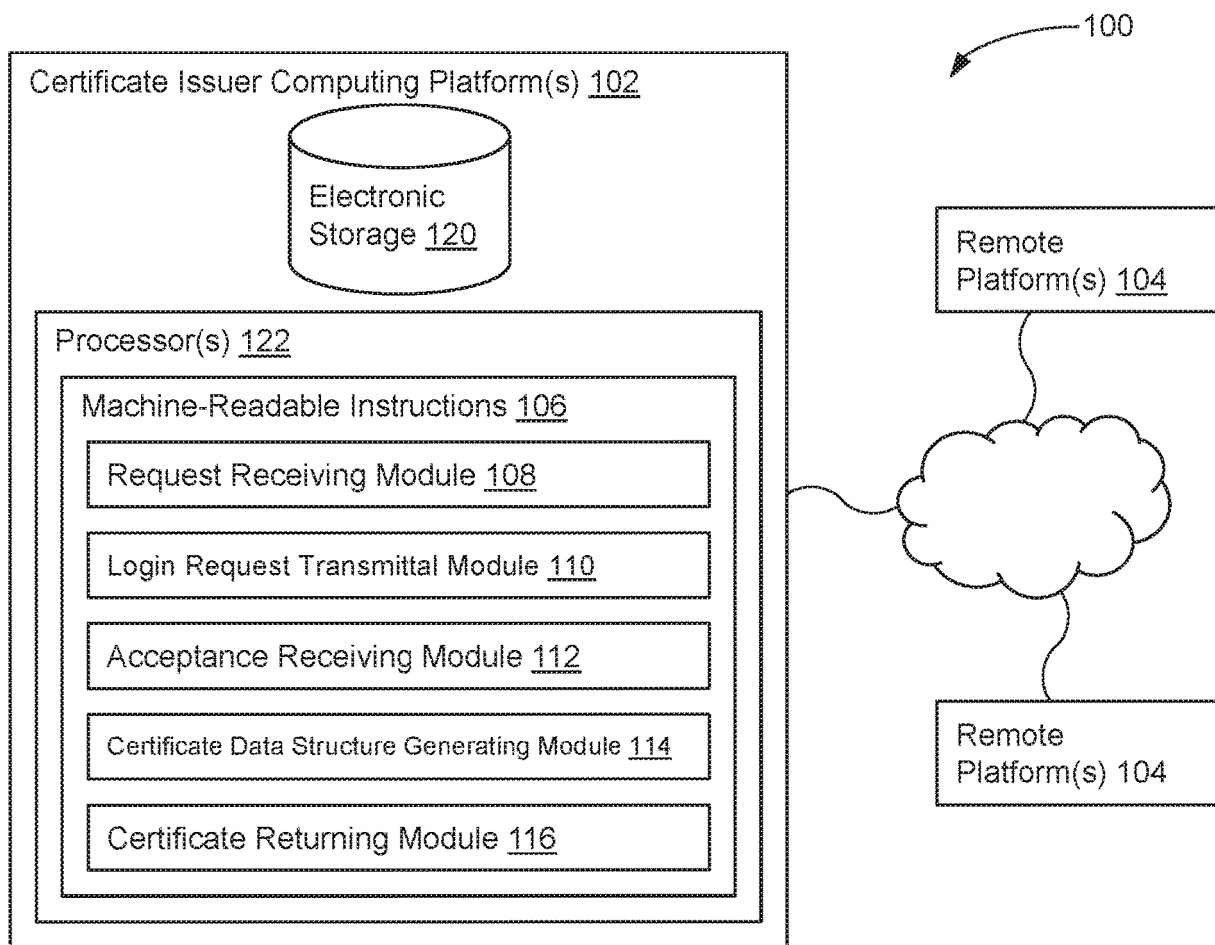 100
Certificate Issuer Computing Platform(s) 102
Electronic
Storage 120
Processor(s) 122
Machine-Readable Instructions 106
Request Receiving Module 108
Login Request Transmittal Module 110
Acceptance Receiving Module 112
Certificate Data Structure Generating Module 114
Certificate Returning Module 116
Remote
Platform(s) 104
Remote
Platform(s) 104